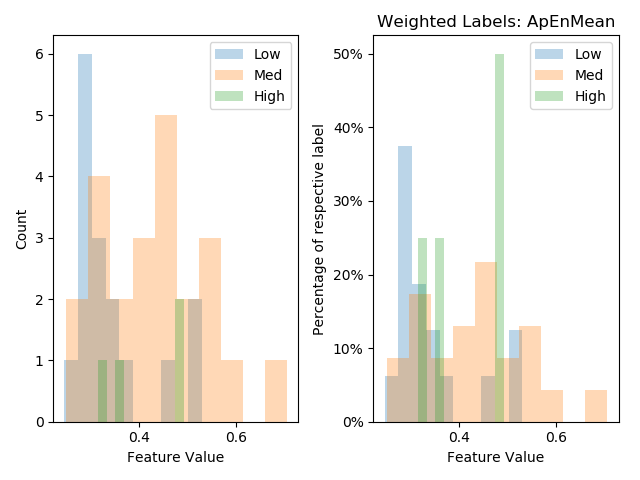 6
5
4
3
2
1
0
Count
0.4
0.6
Feature Value
Low
Med
High
Weighted Labels: ApEnMean
50%
40%
30%
20%
10%
0%
Percentage of respective label
0.4
0.6
Feature Value
Low
Med
High